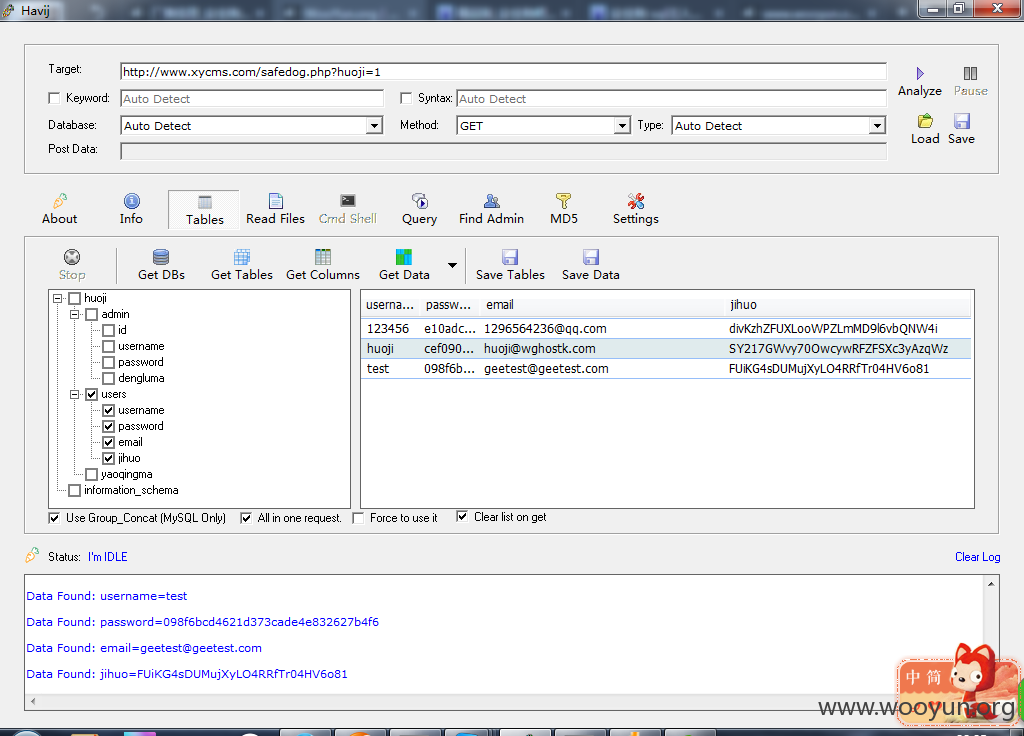 Havij
Target: http://www.xycms.com/safedog.php?huoji=1
Analyze Pause
Keyword: Auto Detect Syntax: Auto Detect
Database: Auto Detect Method: GET Type: Auto Detect
Load Save
Post Data:
About Info Tables Read Files Cmd Shell Query Find Admin MD5 Settings
Stop Get DBs Get Tables Get Columns Get Data Save Tables Save Data
huoji
admin
id
username
password
dengluma
users
username
password
email
jihuo
yaoqingma
information_schema
userna... passw... email jihuo
123456 e10adc... 1296564236@qq.com divKzhZFUXLooWPZLmMD9l6vbQNW4i
huoji cef090... huoji@wghostk.com SY217GWvy70OwcywRFZFSXc3yAzqWz
test 098f6b... geetest@geetest.com FUiKG4sDUMujXyLO4RRfTr04HV6o81
Use Group_Concat (MySQL Only) All in one request. Force to use it Clear list on get
Status: I'm IDLE Clear Log
Data Found: username=test
Data Found: password=098f6bcd4621d373cade4e832627b4f6
Data Found: email=geetest@geetest.com
Data Found: jihuo=FUiKG4sDUMujXyLO4RRfTr04HV6o81
中 简
www.wooyun.org